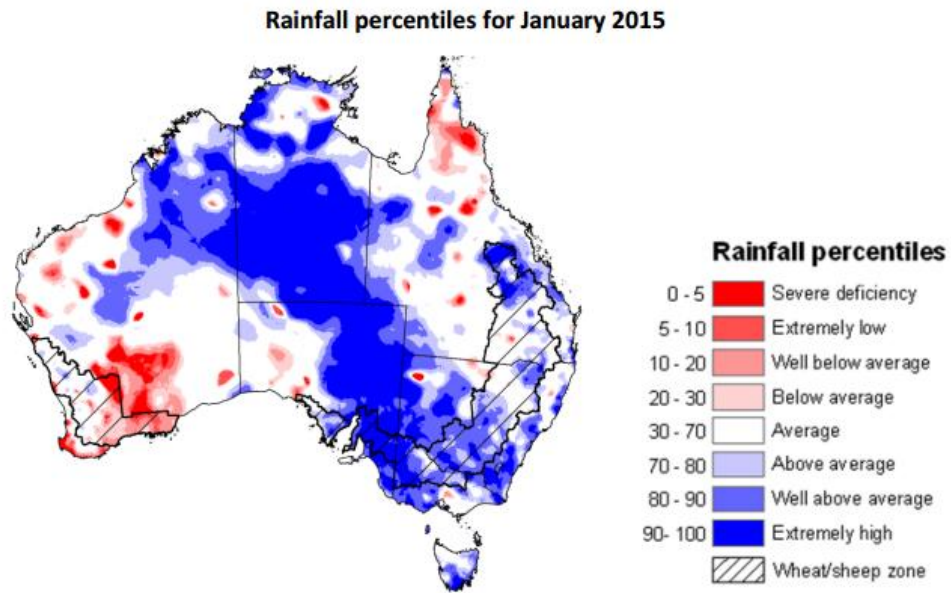 Rainfall percentiles for January 2015
Rainfall percentiles
0 - 5 Severe deficiency
5 - 10 Extremely low
10 - 20 Well below average
20 - 30 Below average
30 - 70 Average
70 - 80 Above average
80 - 90 Well above average
90- 100 Extremely high
Wheat/sheep zone